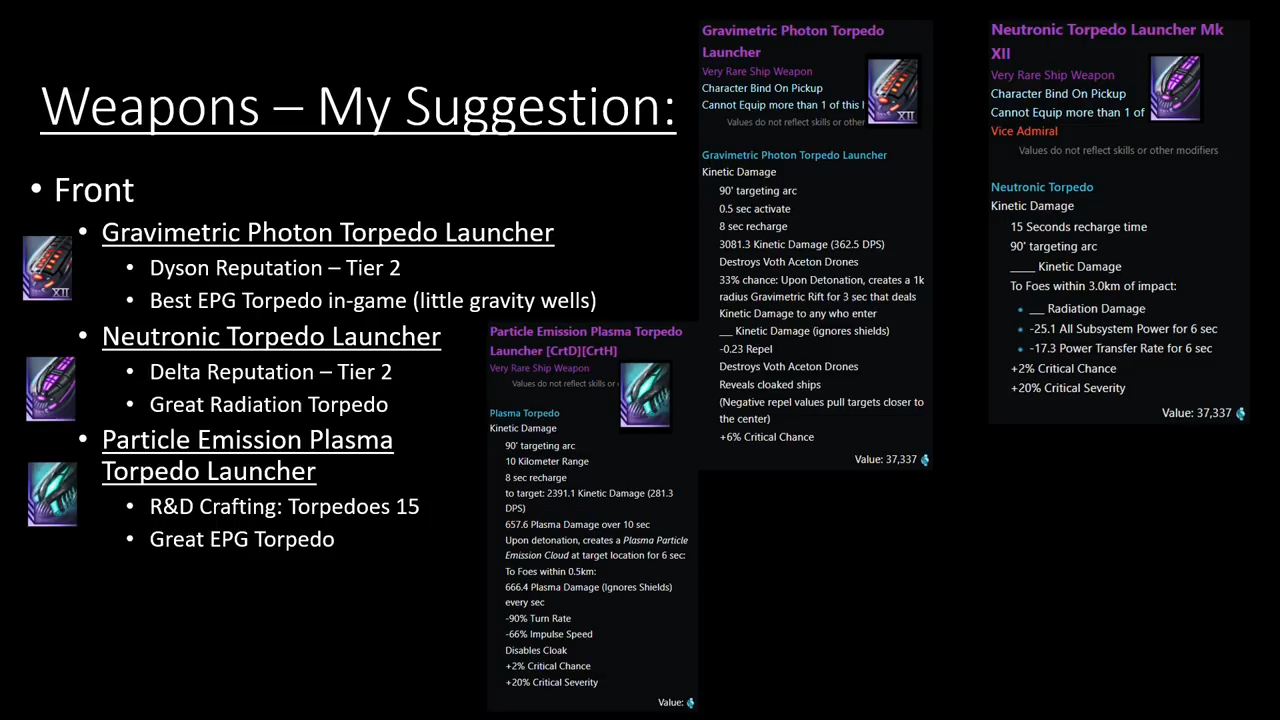 Weapons – My Suggestion:
• Front
• Gravimetric Photon Torpedo Launcher
• Dyson Reputation – Tier 2
• Best EPG Torpedo in-game (little gravity wells)
• Neutronic Torpedo Launcher
• Delta Reputation – Tier 2
• Great Radiation Torpedo
• Particle Emission Plasma
Torpedo Launcher
• R&D Crafting: Torpedoes 15
• Great EPG Torpedo
XII
Particle Emission Plasma Torpedo
Launcher [CrtD][CrtH]
Very Rare Ship Weapon
Values do not reflect skills or
Plasma Torpedo
Kinetic Damage
90' targeting arc
10 Kilometer Range
8 sec recharge
to target: 2391.1 Kinetic Damage (281.3
DPS)
657.6 Plasma Damage over 10 sec
Upon detonation, creates a Plasma Particle
Emission Cloud at target location for 6 sec:
To Foes within 0.5km:
666.4 Plasma Damage (Ignores Shields)
every sec
-90% Turn Rate
-66% Impulse Speed
Disables Cloak
+2% Critical Chance
+20% Critical Severity
Value:
Gravimetric Photon Torpedo
Launcher
Very Rare Ship Weapon
Character Bind On Pickup
Cannot Equip more than 1 of this I
Values do not reflect skills or other
XII
Gravimetric Photon Torpedo Launcher
Kinetic Damage
90' targeting arc
0.5 sec activate
8 sec recharge
3081.3 Kinetic Damage (362.5 DPS)
Destroys Voth Aceton Drones
33% chance: Upon Detonation, creates a 1k
radius Gravimetric Rift for 3 sec that deals
Kinetic Damage to any who enter
___ Kinetic Damage (ignores shields)
-0.23 Repel
Destroys Voth Aceton Drones
Reveals cloaked ships
(Negative repel values pull targets closer to
the center)
+6% Critical Chance
Value: 37,337
Neutronic Torpedo Launcher Mk
XII
Very Rare Ship Weapon
Character Bind On Pickup
Cannot Equip more than 1 of
Vice Admiral
Values do not reflect skills or other modifiers
Neutronic Torpedo
Kinetic Damage
15 Seconds recharge time
90' targeting arc
____ Kinetic Damage
To Foes within 3.0km of impact:
• ___ Radiation Damage
• -25.1 All Subsystem Power for 6 sec
• -17.3 Power Transfer Rate for 6 sec
+2% Critical Chance
+20% Critical Severity
Value: 37,337